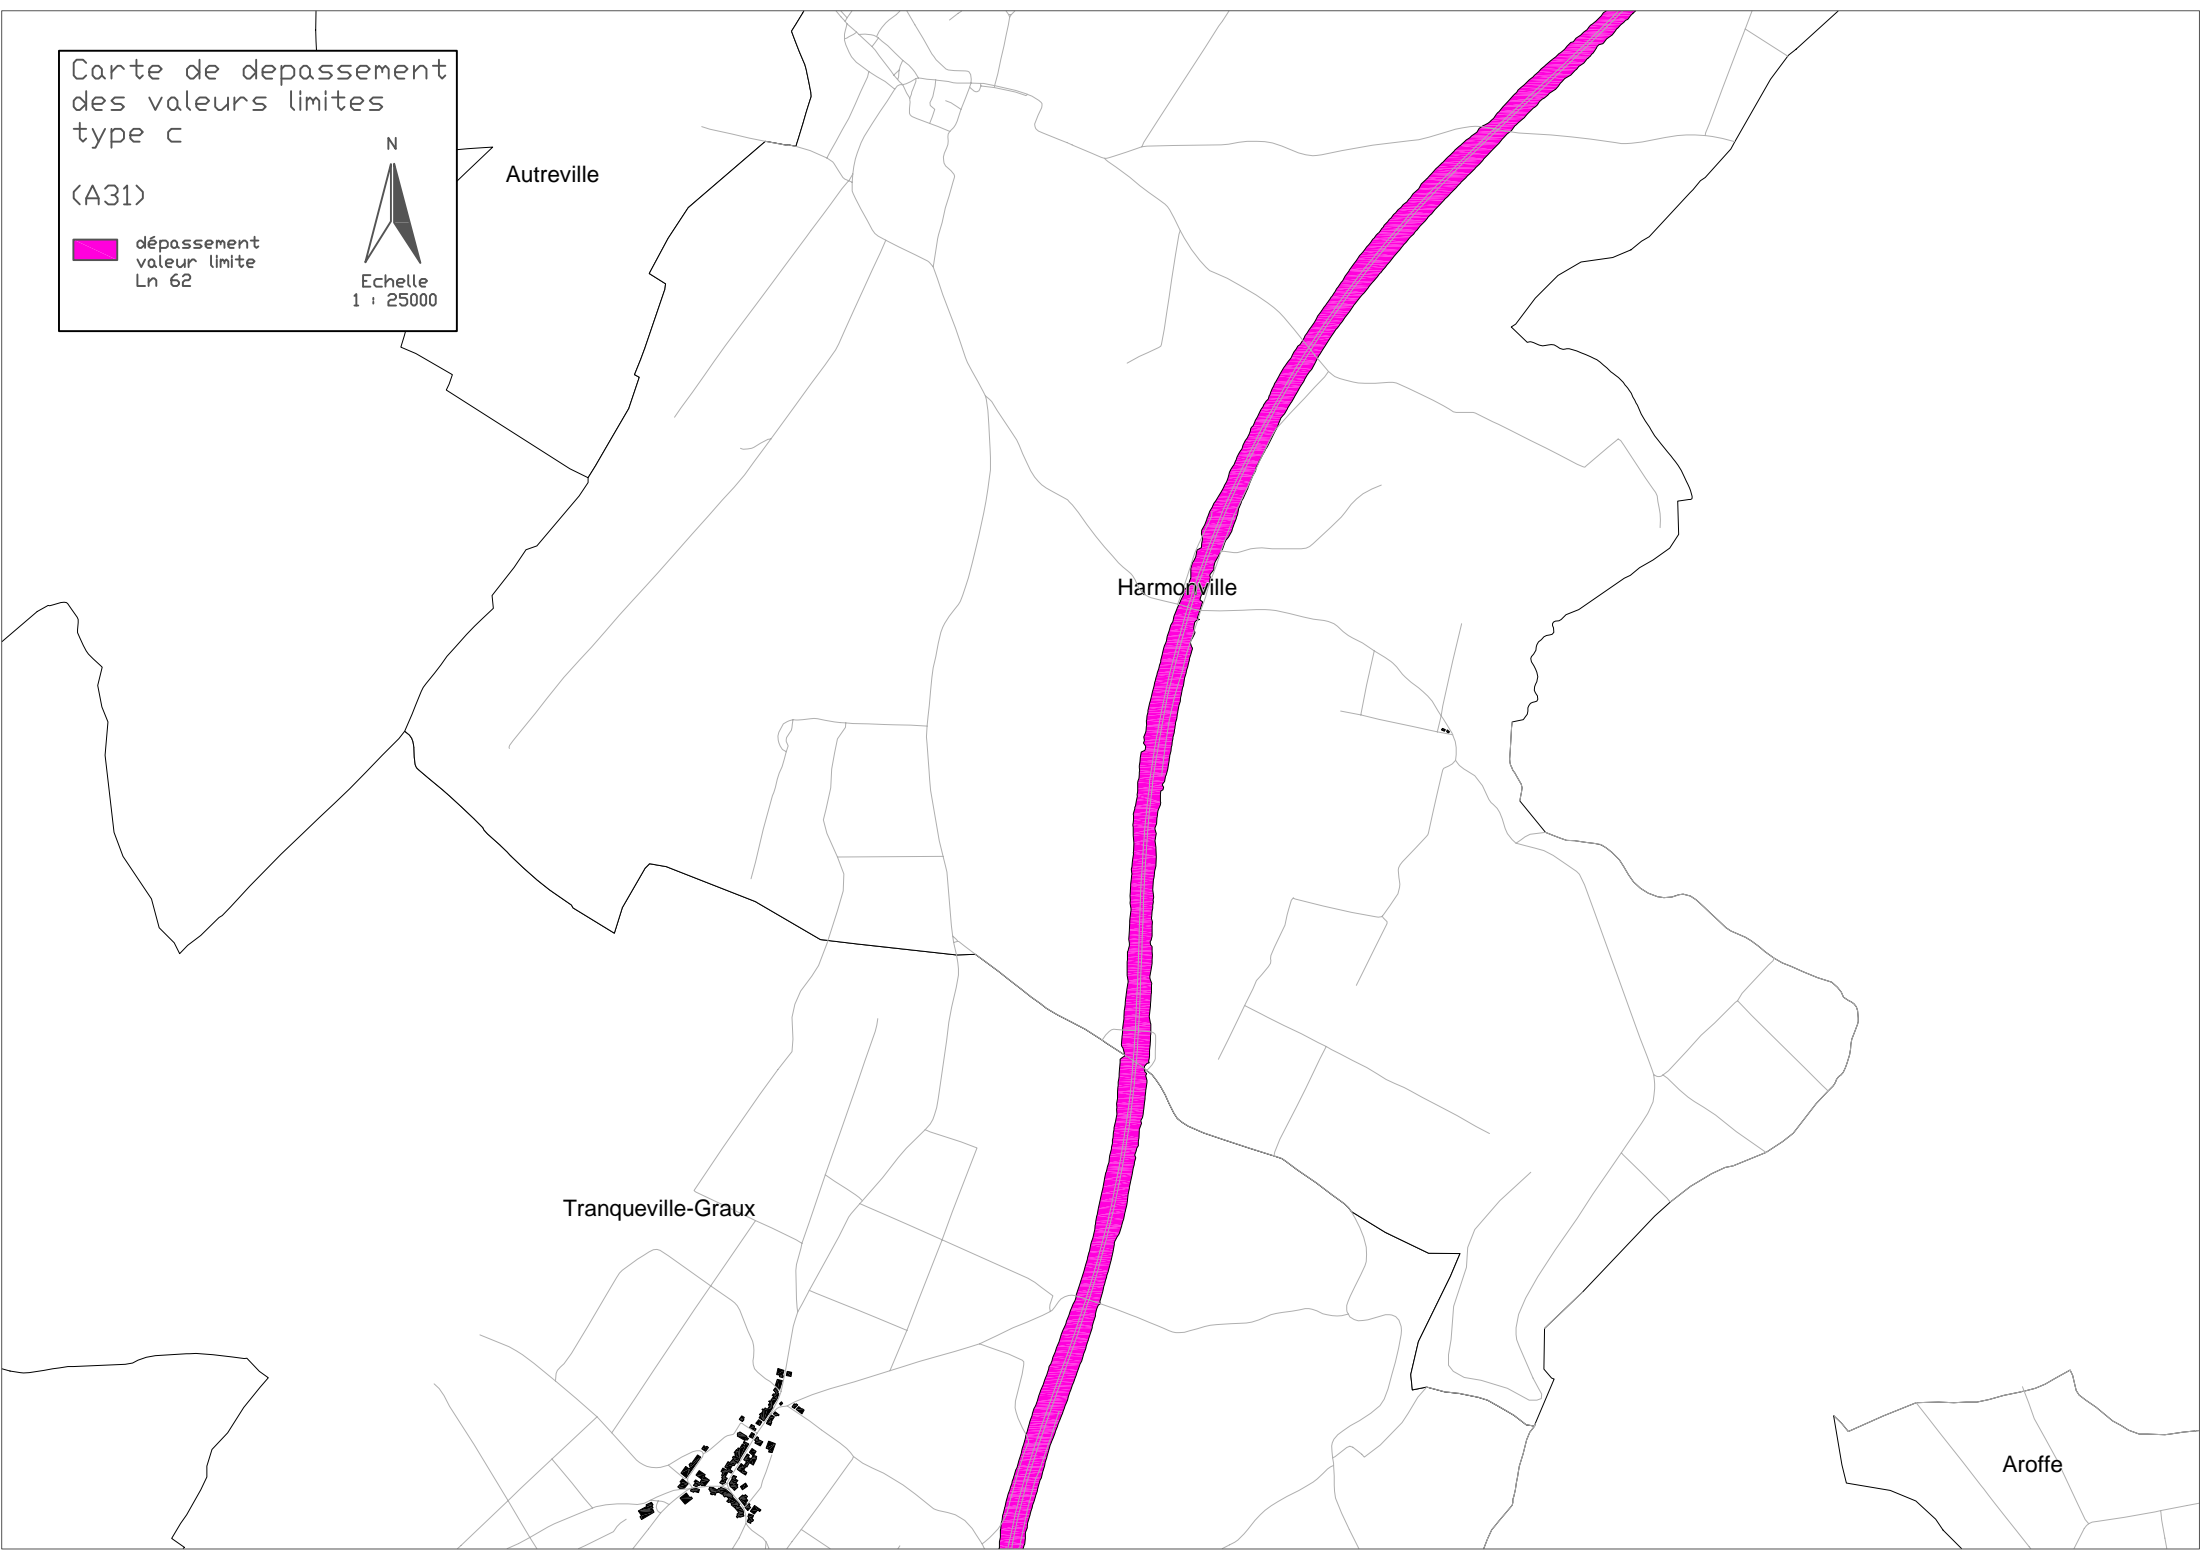 Carte de depassement
des valeurs limites
type c
N
(A31)
dépassement
valeur limite
Ln 62
Echelle
1 : 25000
Autreville
Harmonville
Tranqueville-Graux
Aroffe